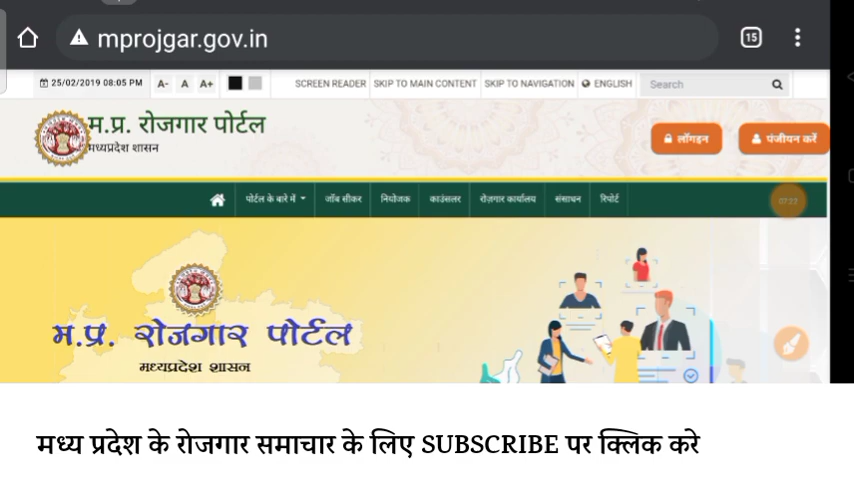 mprojgar.gov.in
15
25/02/2019 08:05 PM A- A A+ SCREEN READER SKIP TO MAIN CONTENT SKIP TO NAVIGATION ENGLISH Search
म.प्र. रोजगार पोर्टल
मध्यप्रदेश शासन
लॉगइन
पंजीयन करें
पोर्टल के बारे में जॉब सीकर नियोजक काउंसलर रोज़गार कार्यालय संसाधन रिपोर्ट
07:22
म.प्र. रोजगार पोर्टल
मध्यप्रदेश शासन
मध्य प्रदेश के रोजगार समाचार के लिए SUBSCRIBE पर क्लिक करे